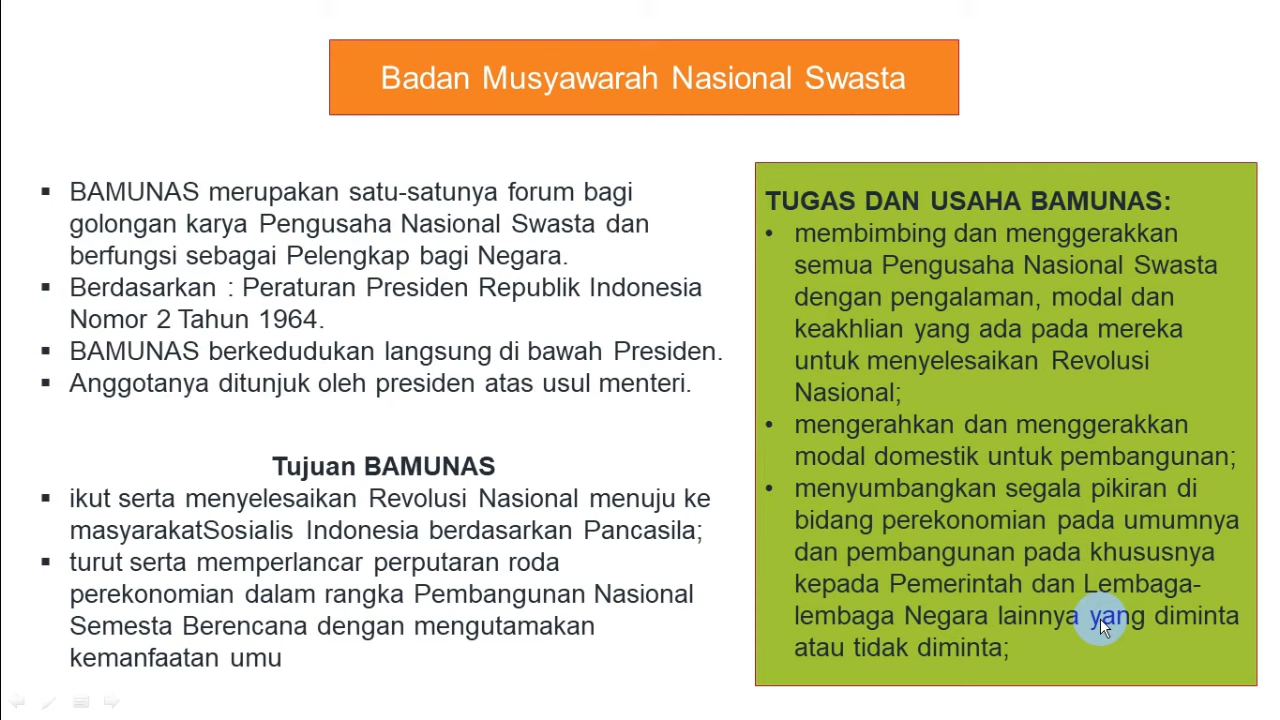 Badan Musyawarah Nasional Swasta
▪ BAMUNAS merupakan satu-satunya forum bagi
golongan karya Pengusaha Nasional Swasta dan
berfungsi sebagai Pelengkap bagi Negara.
▪ Berdasarkan : Peraturan Presiden Republik Indonesia
Nomor 2 Tahun 1964.
▪ BAMUNAS berkedudukan langsung di bawah Presiden.
▪ Anggotanya ditunjuk oleh presiden atas usul menteri.
Tujuan BAMUNAS
▪ ikut serta menyelesaikan Revolusi Nasional menuju ke
masyarakatSosialis Indonesia berdasarkan Pancasila;
▪ turut serta memperlancar perputaran roda
perekonomian dalam rangka Pembangunan Nasional
Semesta Berencana dengan mengutamakan
kemanfaatan umu
TUGAS DAN USAHA BAMUNAS:
• membimbing dan menggerakkan
semua Pengusaha Nasional Swasta
dengan pengalaman, modal dan
keakhlian yang ada pada mereka
untuk menyelesaikan Revolusi
Nasional;
• mengerahkan dan menggerakkan
modal domestik untuk pembangunan;
• menyumbangkan segala pikiran di
bidang perekonomian pada umumnya
dan pembangunan pada khususnya
kepada Pemerintah dan Lembaga-
lembaga Negara lainnya yang diminta
atau tidak diminta;